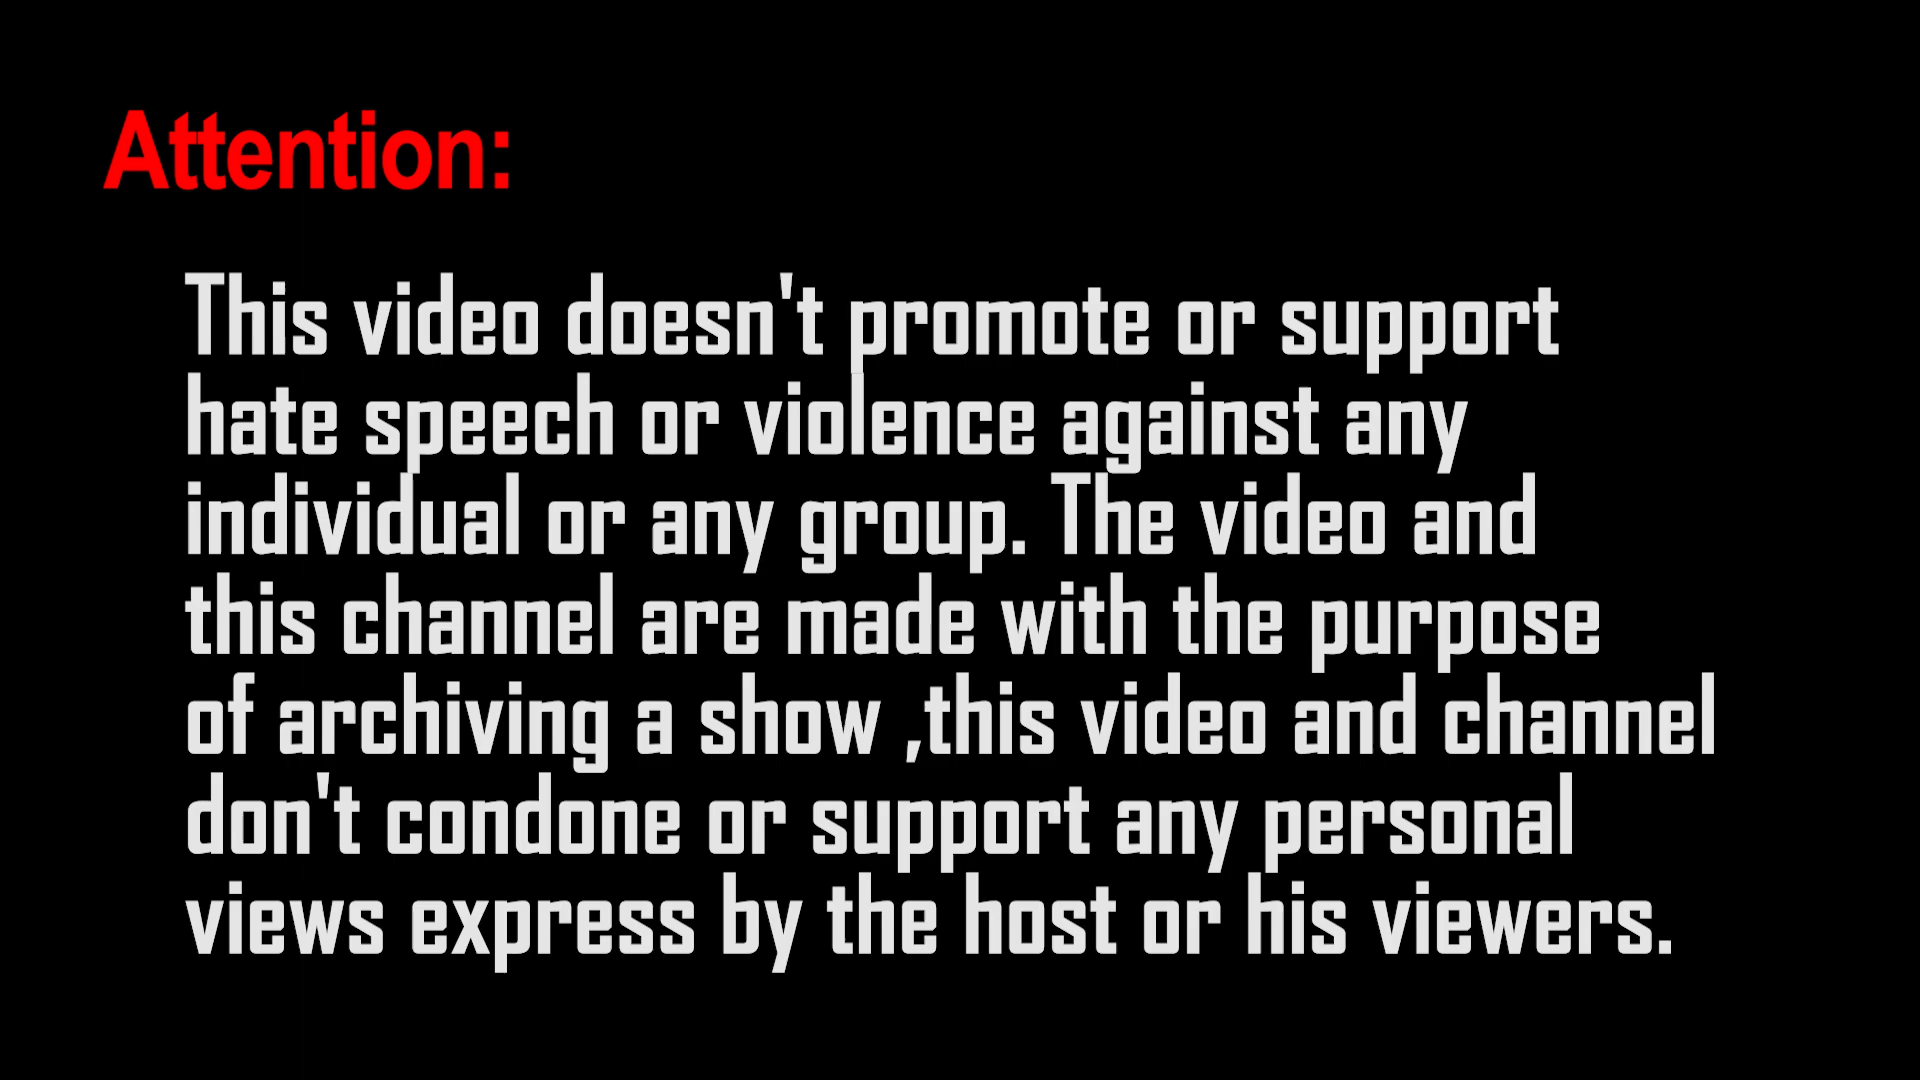 Attention:
This video doesn't promote or support
hate speech or violence against any
individual or any group. The video and
this channel are made with the purpose
of archiving a show ,this video and channel
don't condone or support any personal
views express by the host or his viewers.